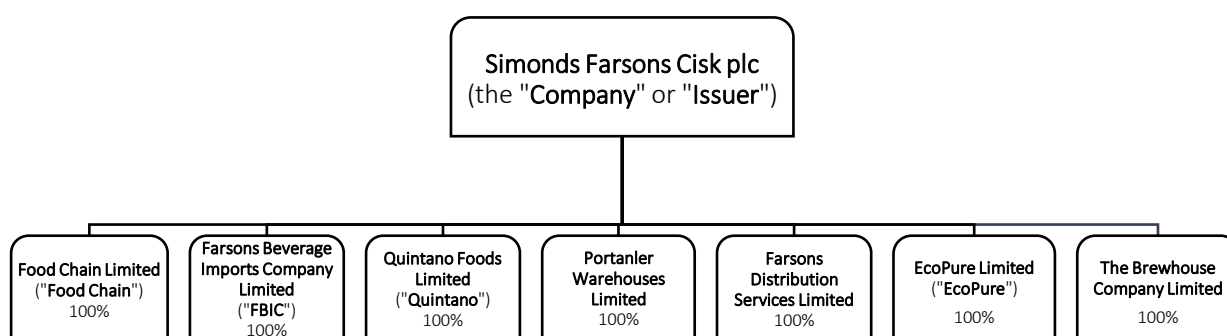 Simonds Farsons Cisk plc
(the "Company" or "Issuer")
Food Chain Limited
("Food Chain")
100%
Farsons Beverage
Imports Company
Limited
("FBIC")
100%
Quintano Foods
Limited
("Quintano")
100%
Portanler
Warehouses
Limited
100%
Farsons
Distribution
Services Limited
100%
EcoPure Limited
("EcoPure")
100%
The Brewhouse
Company Limited
100%